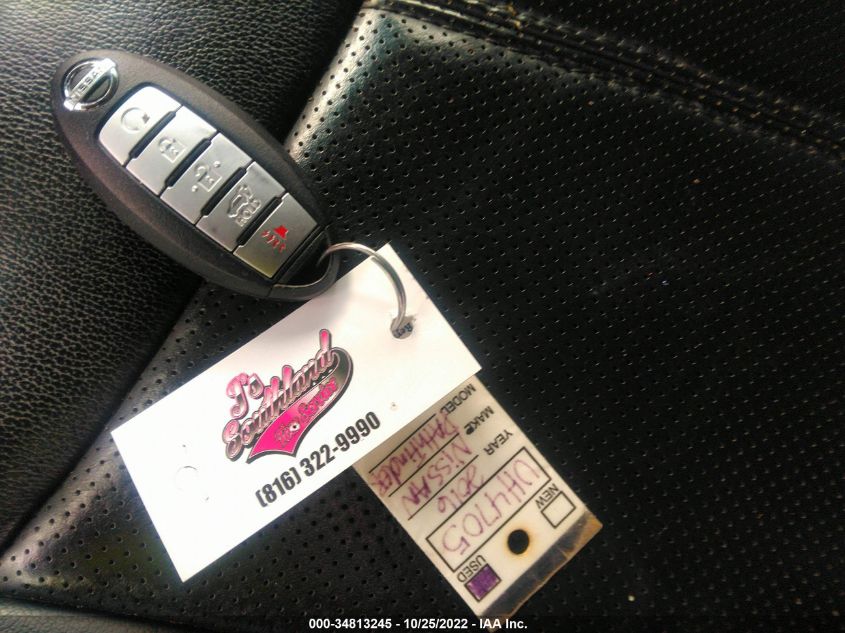 NISSAN
J's
Southland
(816) 322-9990
MODEL Pathfinder
MAKE NISSAN
YEAR 2016
UH4705
NEW
USED
000-34813245 - 10/25/2022 - IAA Inc.